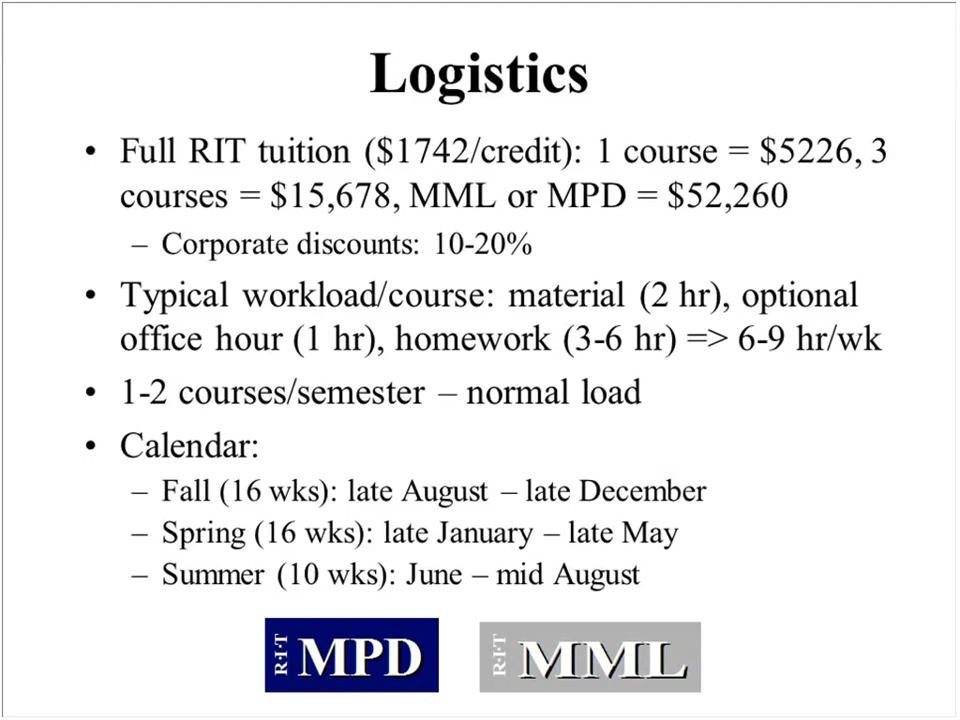 Logistics
• Full RIT tuition ($1742/credit): 1 course = $5226, 3
courses = $15,678, MML or MPD = $52,260
– Corporate discounts: 10-20%
• Typical workload/course: material (2 hr), optional
office hour (1 hr), homework (3-6 hr) => 6-9 hr/wk
• 1-2 courses/semester – normal load
• Calendar:
– Fall (16 wks): late August – late December
– Spring (16 wks): late January – late May
– Summer (10 wks): June – mid August
R·I·T MPD R·I·T MML